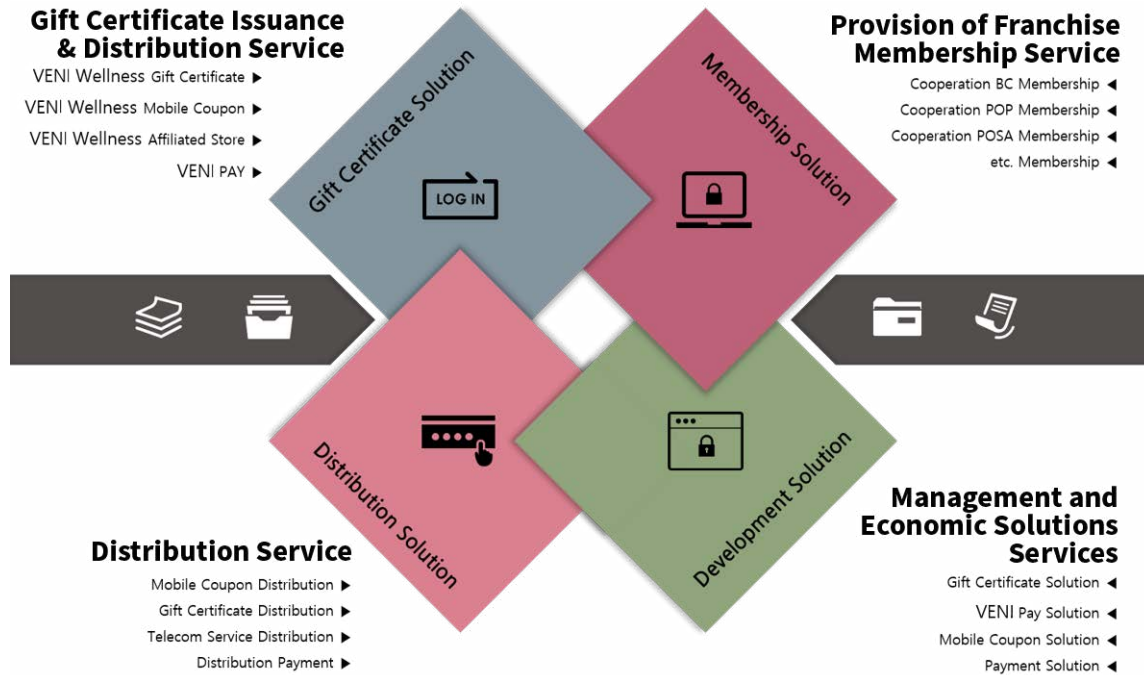 Gift Certificate Issuance
& Distribution Service
VENI Wellness Gift Certificate ▶
VENI Wellness Mobile Coupon ▶
VENI Wellness Affiliated Store ▶
VENI PAY ▶
Provision of Franchise
Membership Service
Cooperation BC Membership ◀
Cooperation POP Membership ◀
Cooperation POSA Membership ◀
etc. Membership ◀
Gift Certificate Solution
LOG IN
Membership Solution
Distribution Solution
Development Solution
Distribution Service
Mobile Coupon Distribution ▶
Gift Certificate Distribution ▶
Telecom Service Distribution ▶
Distribution Payment ▶
Management and
Economic Solutions
Services
Gift Certificate Solution ◀
VENI Pay Solution ◀
Mobile Coupon Solution ◀
Payment Solution ◀